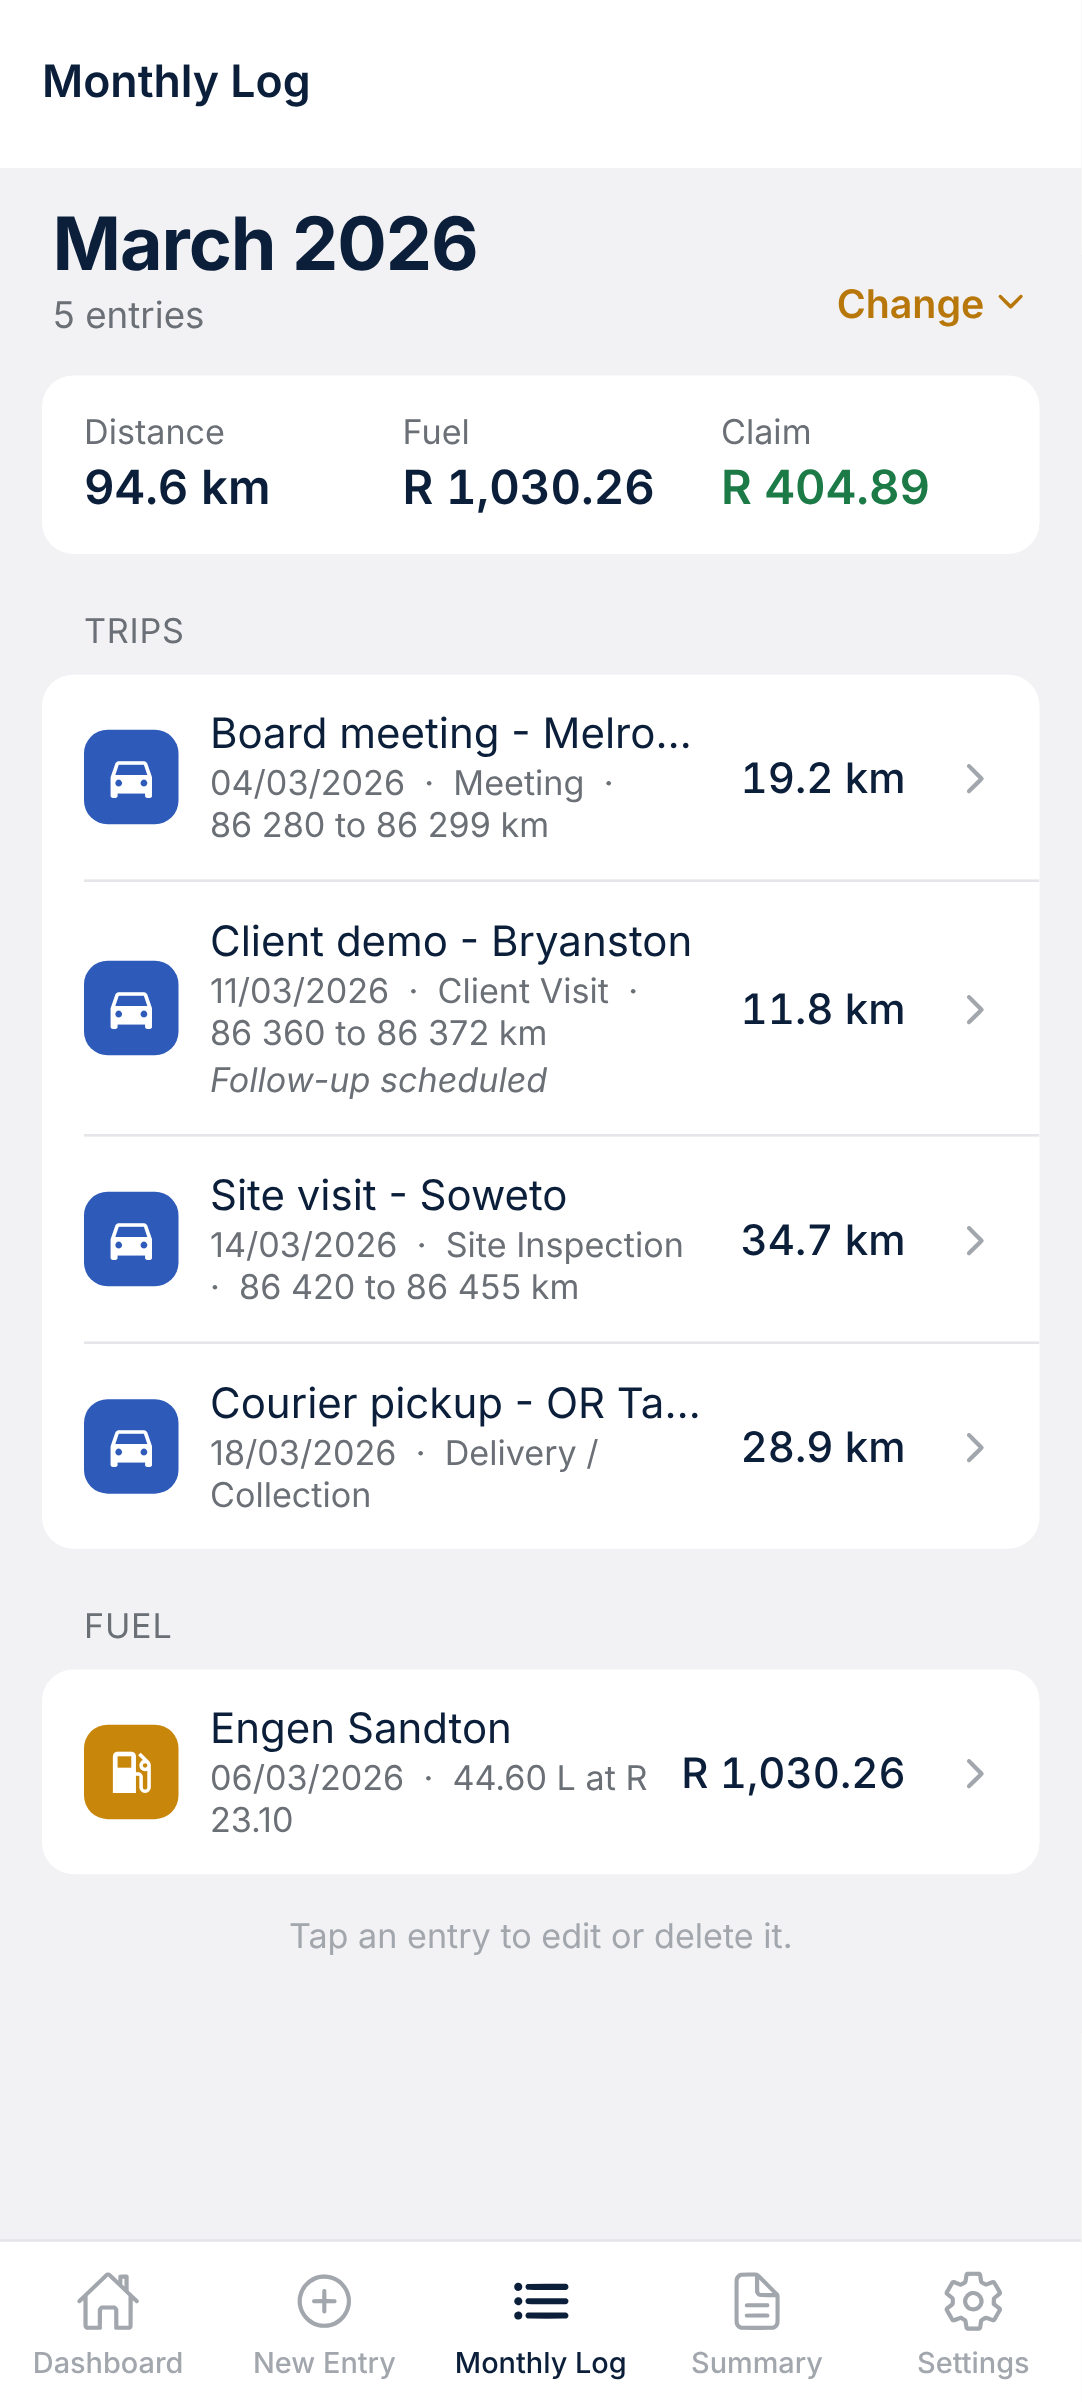 Monthly Log
March 2026
5 entries
Change
Distance
94.6 km
Fuel
R 1,030.26
Claim
R 404.89
TRIPS
Board meeting - Melro...
04/03/2026 · Meeting ·
86 280 to 86 299 km
19.2 km
Client demo - Bryanston
11/03/2026 · Client Visit ·
86 360 to 86 372 km
Follow-up scheduled
11.8 km
Site visit - Soweto
14/03/2026 · Site Inspection
· 86 420 to 86 455 km
34.7 km
Courier pickup - OR Ta...
18/03/2026 · Delivery /
Collection
28.9 km
FUEL
Engen Sandton
06/03/2026 · 44.60 L at R
23.10
R 1,030.26
Tap an entry to edit or delete it.
Dashboard
New Entry
Monthly Log
Summary
Settings